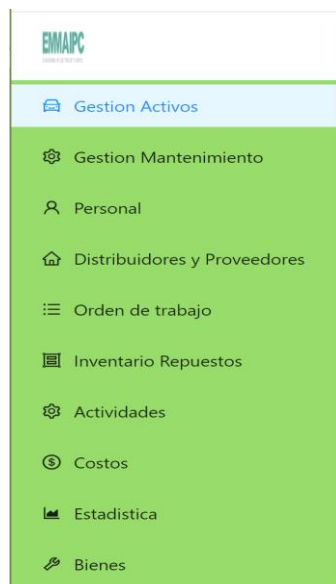 EMMAIPC
Gestion Activos
Gestion Mantenimiento
Personal
Distribuidores y Proveedores
Orden de trabajo
Inventario Repuestos
Actividades
Costos
Estadistica
Bienes